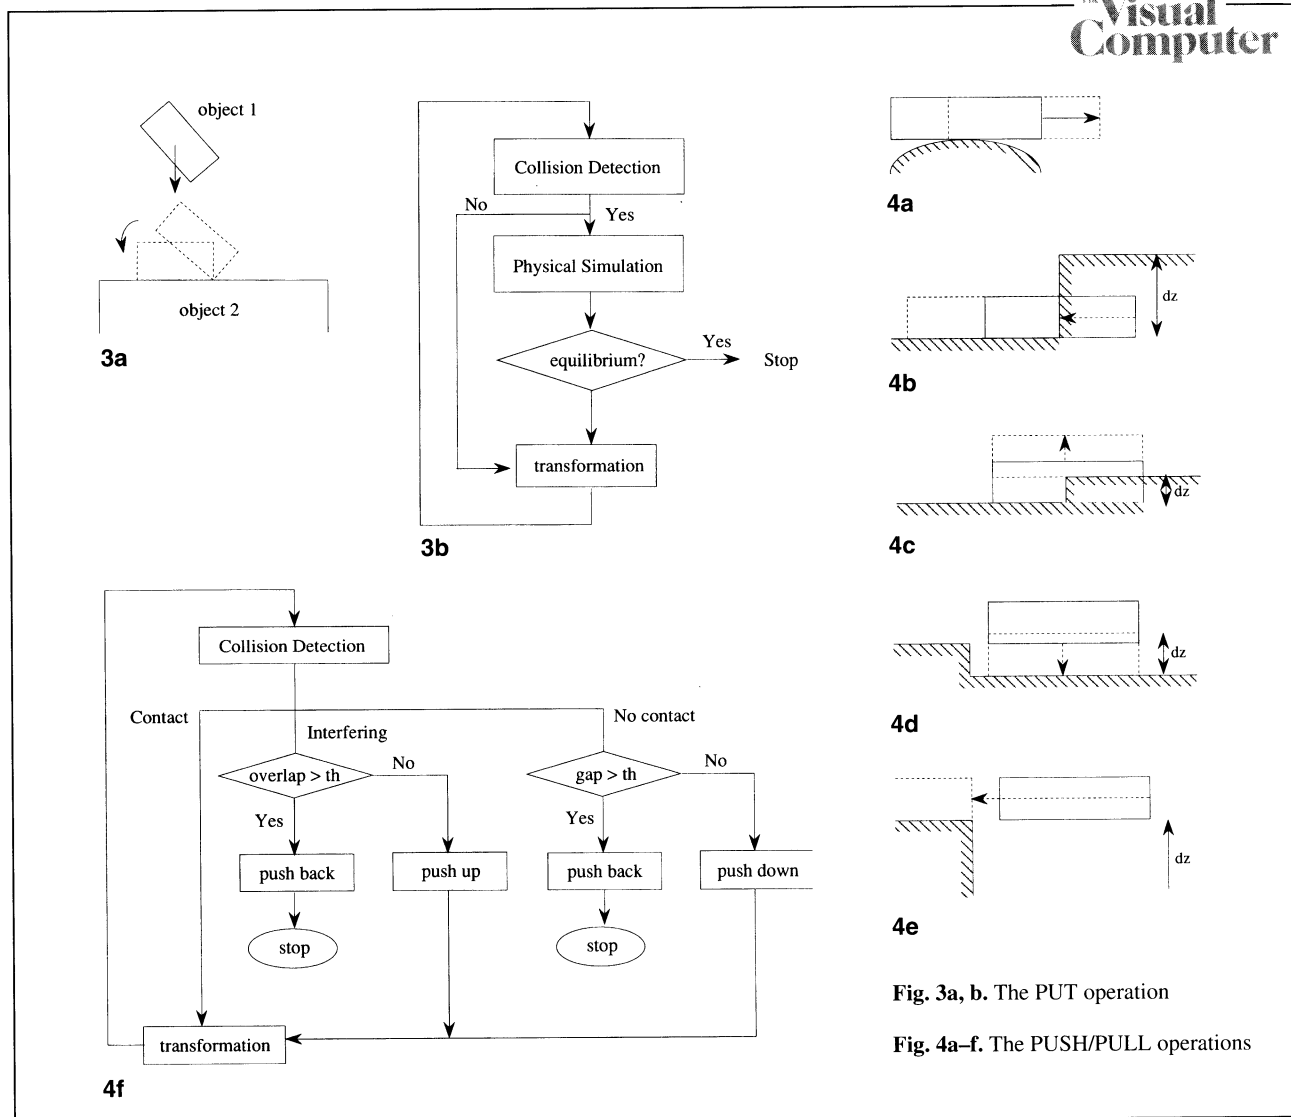 THE
Visual
Computer
object 1
object 2
3a
Collision Detection
No
Yes
Physical Simulation
equilibrium?
Yes
Stop
transformation
3b
4a
dz
4b
dz
4c
dz
4d
dz
4e
Collision Detection
Contact
Interfering
No contact
overlap > th
No
gap > th
No
Yes
Yes
push back
push up
push back
push down
stop
stop
transformation
4f
Fig. 3a, b. The PUT operation
Fig. 4a–f. The PUSH/PULL operations